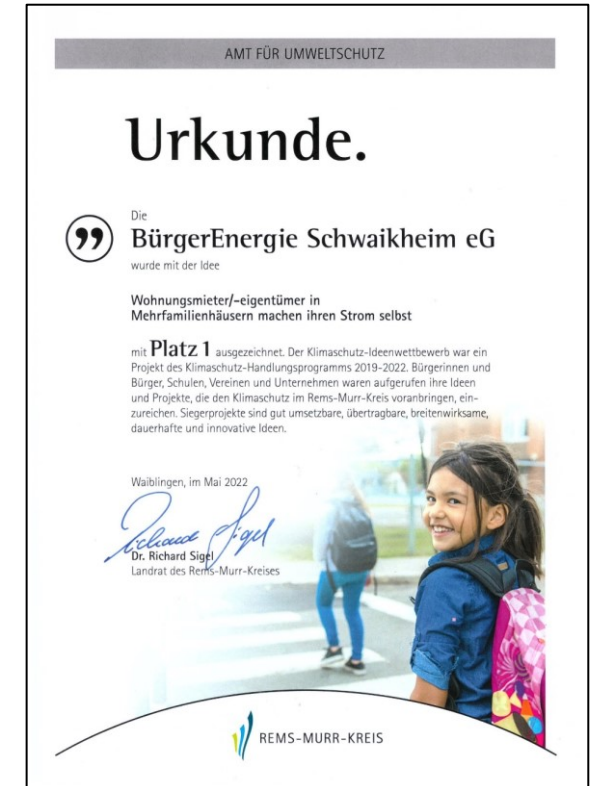 AMT FÜR UMWELTSCHUTZ
Urkunde.
Die
BürgerEnergie Schwaikheim eG
wurde mit der Idee
Wohnungsmieter/-eigentümer in
Mehrfamilienhäusern machen ihren Strom selbst
mit Platz 1 ausgezeichnet. Der Klimaschutz-Ideenwettbewerb war ein
Projekt des Klimaschutz-Handlungsprogramms 2019-2022. Bürgerinnen und
Bürger, Schulen, Vereinen und Unternehmen waren aufgerufen ihre Ideen
und Projekte, die den Klimaschutz im Rems-Murr-Kreis voranbringen, ein-
zureichen. Siegerprojekte sind gut umsetzbare, übertragbare, breitenwirksame,
dauerhafte und innovative Ideen.
Waiblingen, im Mai 2022
Richard Sigel
Dr. Richard Sigel
Landrat des Rems-Murr-Kreises
REMS-MURR-KREIS